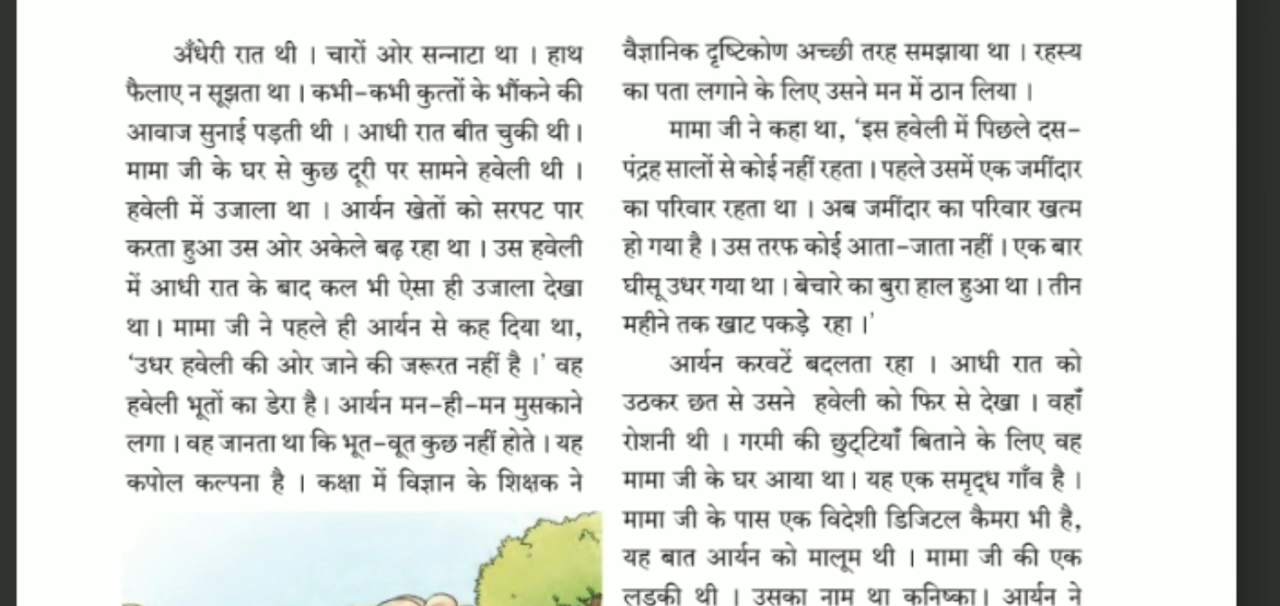 अँधेरी रात थी । चारों ओर सन्नाटा था । हाथ
फैलाए न सूझता था । कभी-कभी कुत्तों के भौंकने की
आवाज सुनाई पड़ती थी । आधी रात बीत चुकी थी ।
मामा जी के घर से कुछ दूरी पर सामने हवेली थी ।
हवेली में उजाला था । आर्यन खेतों को सरपट पार
करता हुआ उस ओर अकेले बढ़ रहा था । उस हवेली
में आधी रात के बाद कल भी ऐसा ही उजाला देखा
था । मामा जी ने पहले ही आर्यन से कह दिया था,
‘उधर हवेली की ओर जाने की जरूरत नहीं है ।’ वह
हवेली भूतों का डेरा है । आर्यन मन-ही-मन मुसकाने
लगा । वह जानता था कि भूत-वूत कुछ नहीं होते । यह
कपोल कल्पना है । कक्षा में विज्ञान के शिक्षक ने
वैज्ञानिक दृष्टिकोण अच्छी तरह समझाया था । रहस्य
का पता लगाने के लिए उसने मन में ठान लिया ।
मामा जी ने कहा था, ‘इस हवेली में पिछले दस-
पंद्रह सालों से कोई नहीं रहता । पहले उसमें एक जमींदार
का परिवार रहता था । अब जमींदार का परिवार खत्म
हो गया है । उस तरफ कोई आता-जाता नहीं । एक बार
घीसू उधर गया था । बेचारे का बुरा हाल हुआ था । तीन
महीने तक खाट पकड़े रहा ।’
आर्यन करवटें बदलता रहा । आधी रात को
उठकर छत से उसने हवेली को फिर से देखा । वहाँ
रोशनी थी । गरमी की छुट्‌टियाँ बिताने के लिए वह
मामा जी के घर आया था । यह एक समृद्‌ध गाँव है ।
मामा जी के पास एक विदेशी डिजिटल कैमरा भी है,
यह बात आर्यन को मालूम थी । मामा जी की एक
लड़की थी । उसका नाम था कनिष्का । आर्यन ने